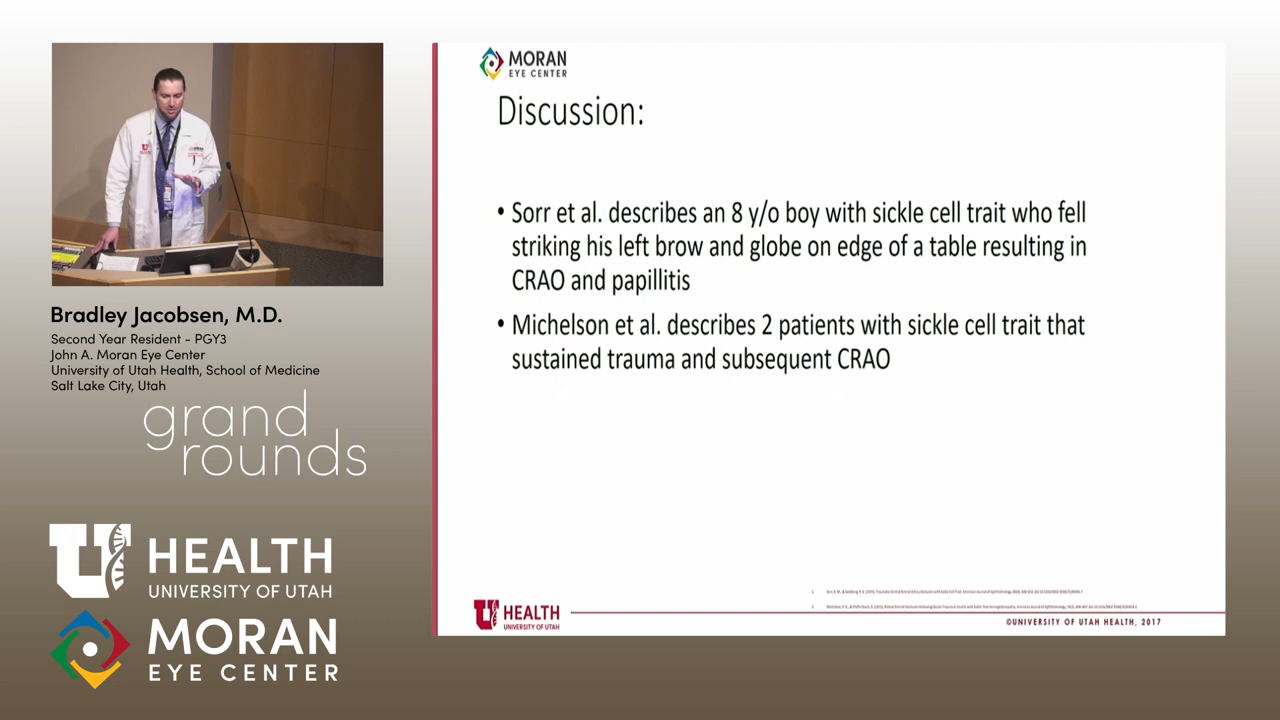 MORAN
EYE CENTER
Discussion:
• Sorr et al. describes an 8 y/o boy with sickle cell trait who fell
striking his left brow and globe on edge of a table resulting in
CRAO and papillitis
• Michelson et al. describes 2 patients with sickle cell trait that
sustained trauma and subsequent CRAO
U HEALTH
UNIVERSITY OF UTAH
©UNIVERSITY OF UTAH HEALTH, 2017
Bradley Jacobsen, M.D.
Second Year Resident - PGY3
John A. Moran Eye Center
University of Utah Health, School of Medicine
Salt Lake City, Utah
grand
rounds
U HEALTH
UNIVERSITY OF UTAH
MORAN
EYE CENTER